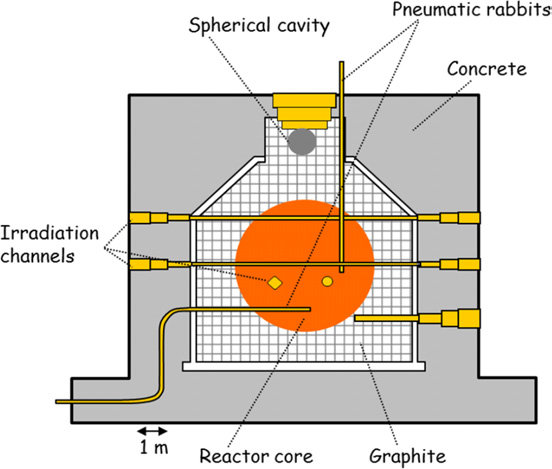 Pneumatic rabbits
Spherical cavity
Concrete
Irradiation
channels
1 m
Reactor core
Graphite